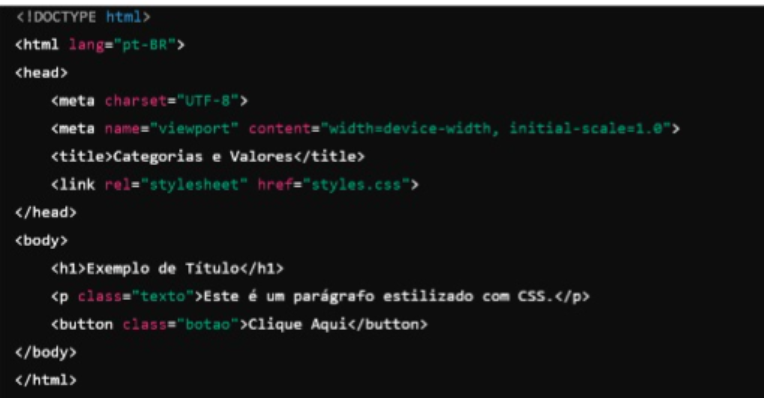 <!DOCTYPE html>
<html lang="pt-BR">
<head>
<meta charset="UTF-8">
<meta name="viewport" content="width=device-width, initial-scale=1.0">
<title>Categorias e Valores</title>
<link rel="stylesheet" href="styles.css">
</head>
<body>
<h1>Exemplo de Título</h1>
<p class="texto">Este é um parágrafo estilizado com CSS.</p>
<button class="botao">Clique Aqui</button>
</body>
</html>